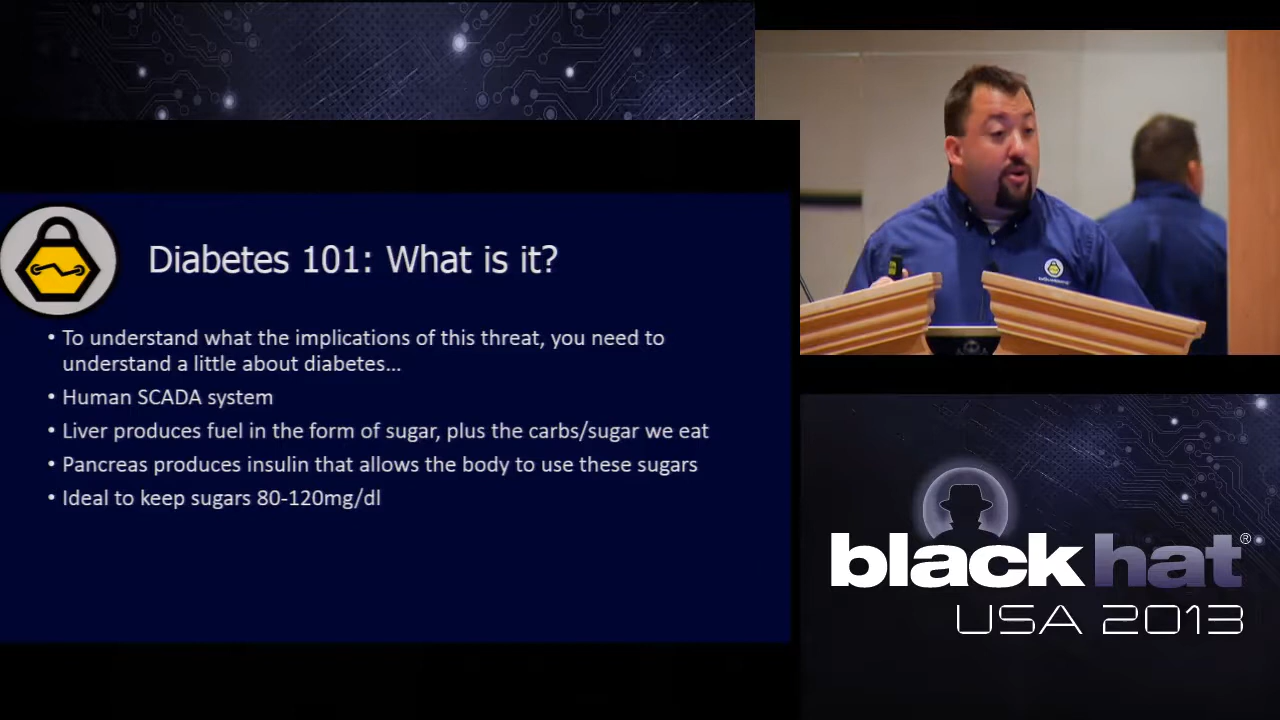 Diabetes 101: What is it?
• To understand what the implications of this threat, you need to
understand a little about diabetes...
• Human SCADA system
• Liver produces fuel in the form of sugar, plus the carbs/sugar we eat
• Pancreas produces insulin that allows the body to use these sugars
• Ideal to keep sugars 80-120mg/dl
black hat®
USA 2013